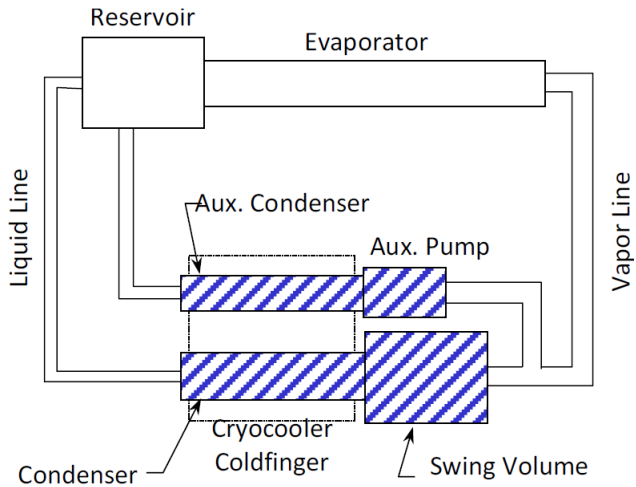 Reservoir
Evaporator
Liquid Line
Vapor Line
Aux. Condenser
Aux. Pump
Cryocooler
Coldfinger
Condenser
Swing Volume